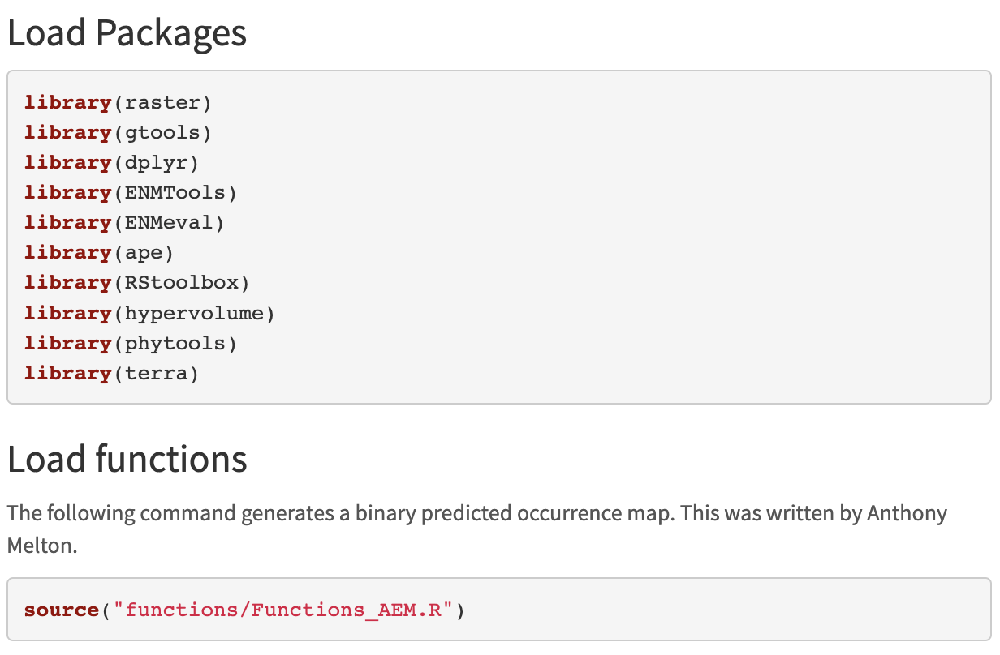 Load Packages
library(raster)
library(gtools)
library(dplyr)
library(ENMTools)
library(ENMeval)
library(ape)
library(RStoolbox)
library(hypervolume)
library(phytools)
library(terra)
Load functions
The following command generates a binary predicted occurrence map. This was written by Anthony
Melton.
source("functions/Functions_AEM.R")